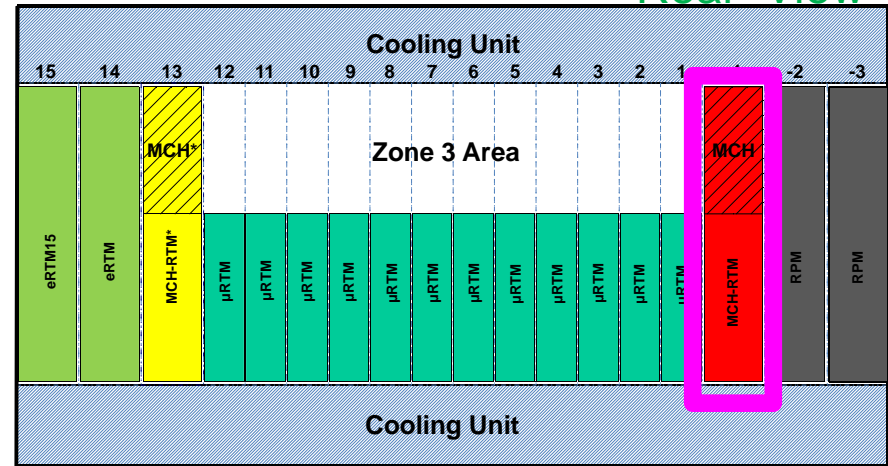 Rear View
Cooling Unit
15 14 13 12 11 10 9 8 7 6 5 4 3 2 1 -2 -3
MCH* Zone 3 Area MCH
eRTM15
eRTM
MCH-RTM*
µRTM
µRTM
µRTM
µRTM
µRTM
µRTM
µRTM
µRTM
µRTM
µRTM
µRTM
µRTM
MCH-RTM
RPM
RPM
Cooling Unit